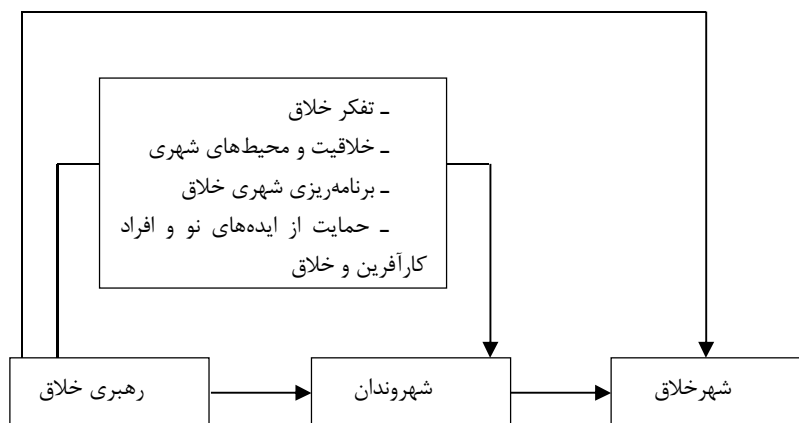 ـ تفکر خلاق
ـ خلاقیت و محیط‌های شهری
ـ برنامه‌ریزی شهری خلاق
ـ حمایت از ایده‌های نو و افراد
کارآفرین و خلاق
رهبری خلاق
شهروندان
شهرخلاق